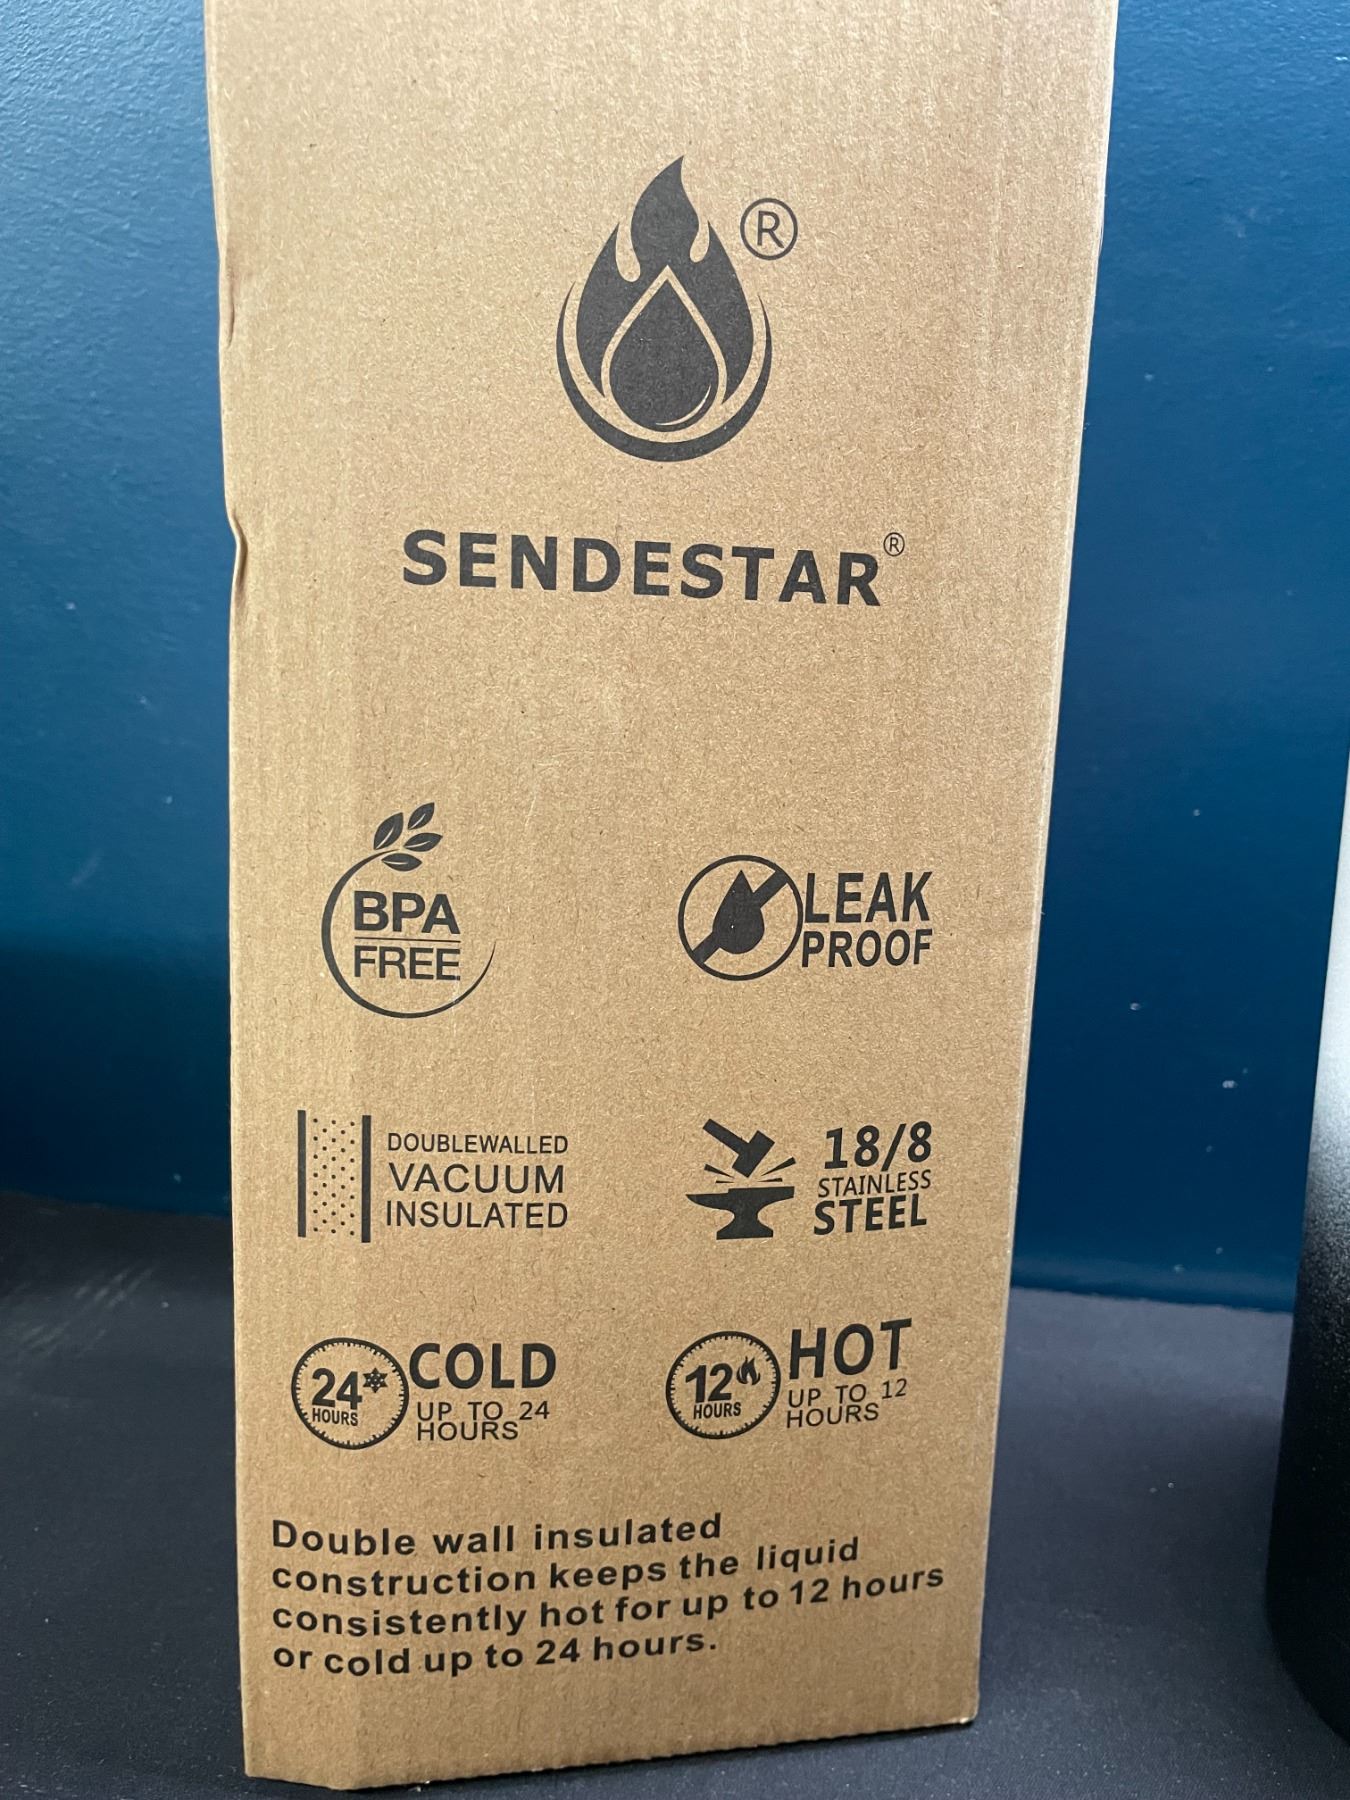 ®
SENDESTAR®
BPA
FREE
LEAK
PROOF
DOUBLEWALLED
VACUUM
INSULATED
18/8
STAINLESS
STEEL
24
HOURS
COLD
UP TO 24
HOURS
12
HOURS
HOT
UP TO 12
HOURS
Double wall insulated
construction keeps the liquid
consistently hot for up to 12 hours
or cold up to 24 hours.